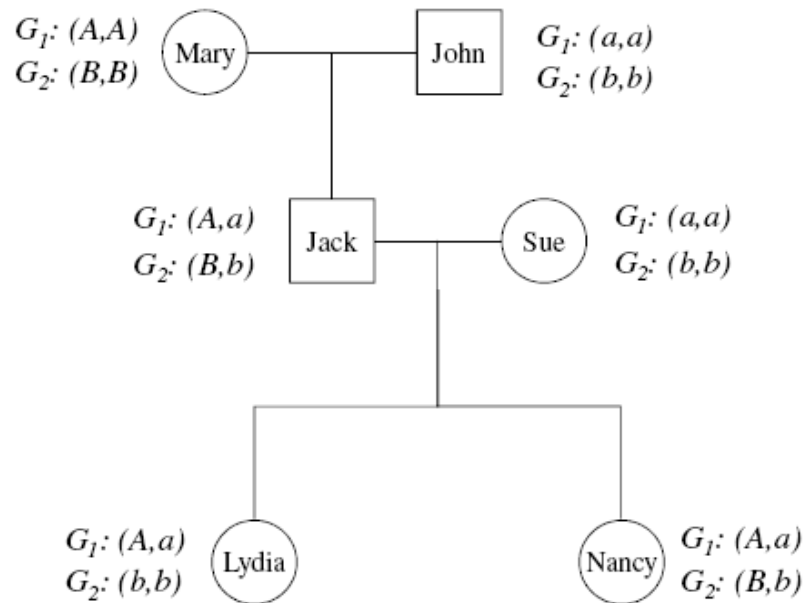 G1: (A,A)
G2: (B,B)
Mary
John
G1: (a,a)
G2: (b,b)
G1: (A,a)
G2: (B,b)
Jack
Sue
G1: (a,a)
G2: (b,b)
G1: (A,a)
G2: (b,b)
Lydia
Nancy
G1: (A,a)
G2: (B,b)